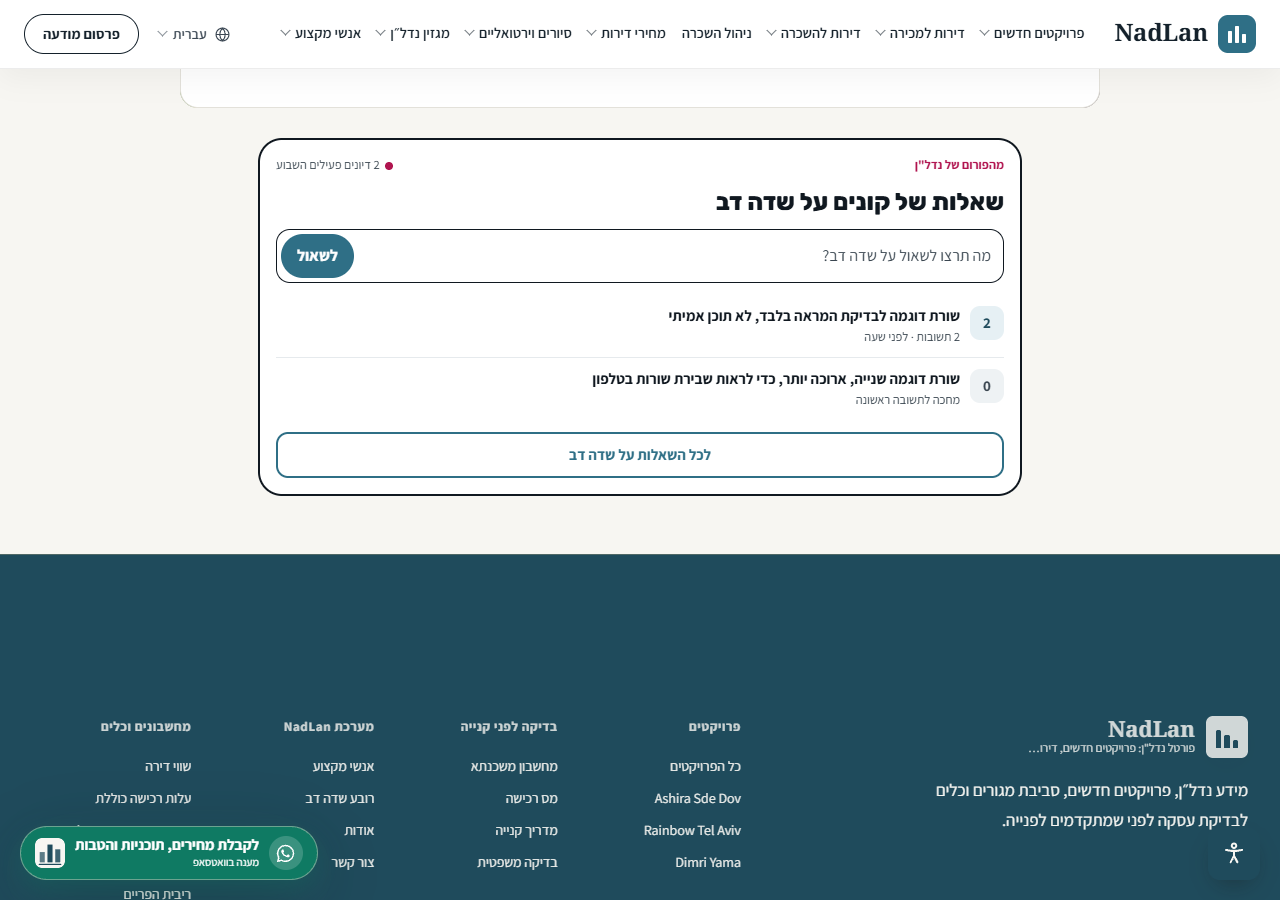 NadLan
פרויקטים חדשים
דירות למכירה
דירות להשכרה
ניהול השכרה
מחירי דירות
סיורים וירטואליים
מגזין נדל״ן
אנשי מקצוע
עברית
פרסום מודעה
מהפורום של נדל"ן
2 דיונים פעילים השבוע
שאלות של קונים על שדה דב
מה תרצו לשאול על שדה דב?
לשאול
2
שורת דוגמה לבדיקת המראה בלבד, לא תוכן אמיתי
2 תשובות · לפני שעה
0
שורת דוגמה שנייה, ארוכה יותר, כדי לראות שבירת שורות בטלפון
מחכה לתשובה ראשונה
לכל השאלות על שדה דב
NadLan
פורטל נדל"ן: פרויקטים חדשים, דירו...
מידע נדל״ן, פרויקטים חדשים, סביבת מגורים וכלים
לבדיקת עסקה לפני שמתקדמים לפנייה.
פרויקטים
כל הפרויקטים
Ashira Sde Dov
Rainbow Tel Aviv
Dimri Yama
בדיקה לפני קנייה
מחשבון משכנתא
מס רכישה
מדריך קנייה
בדיקה משפטית
מערכת NadLan
אנשי מקצוע
רובע שדה דב
אודות
צור קשר
מחשבונים וכלים
שווי דירה
עלות רכישה כוללת
ריבית הפריים
לקבלת מחירים, תוכניות והטבות
מענה בוואטסאפ